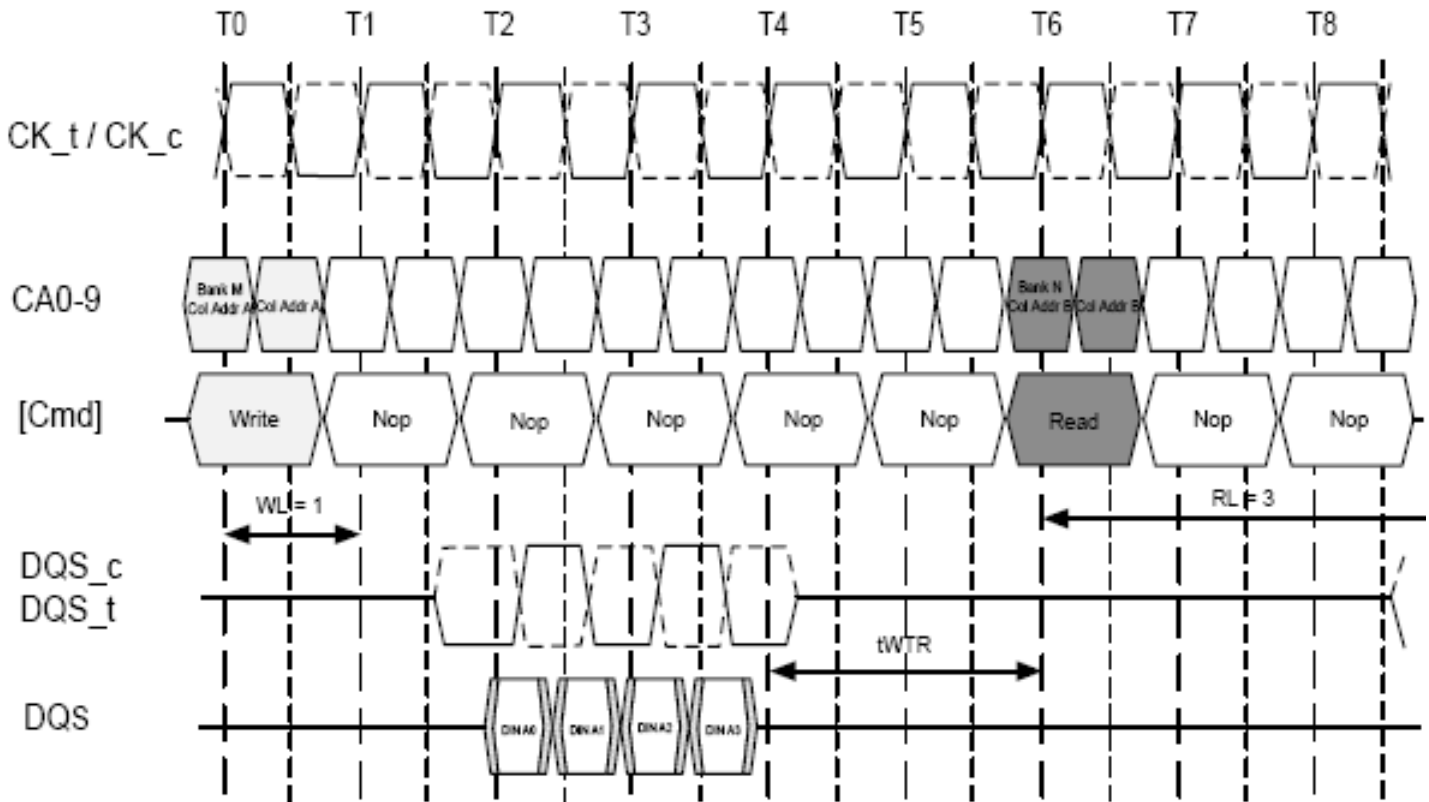 T0 T1 T2 T3 T4 T5 T6 T7 T8
CK_t / CK_c
CA0-9
Bank M
Col Addr A
Col Addr A
Bank N
Col Addr B
Col Addr B
[Cmd]
Write Nop Nop Nop Nop Nop Read Nop Nop
WL = 1
RL = 3
DQS_c
DQS_t
tWTR
DQS
DIN A0 DIN A1 DIN A2 DIN A3